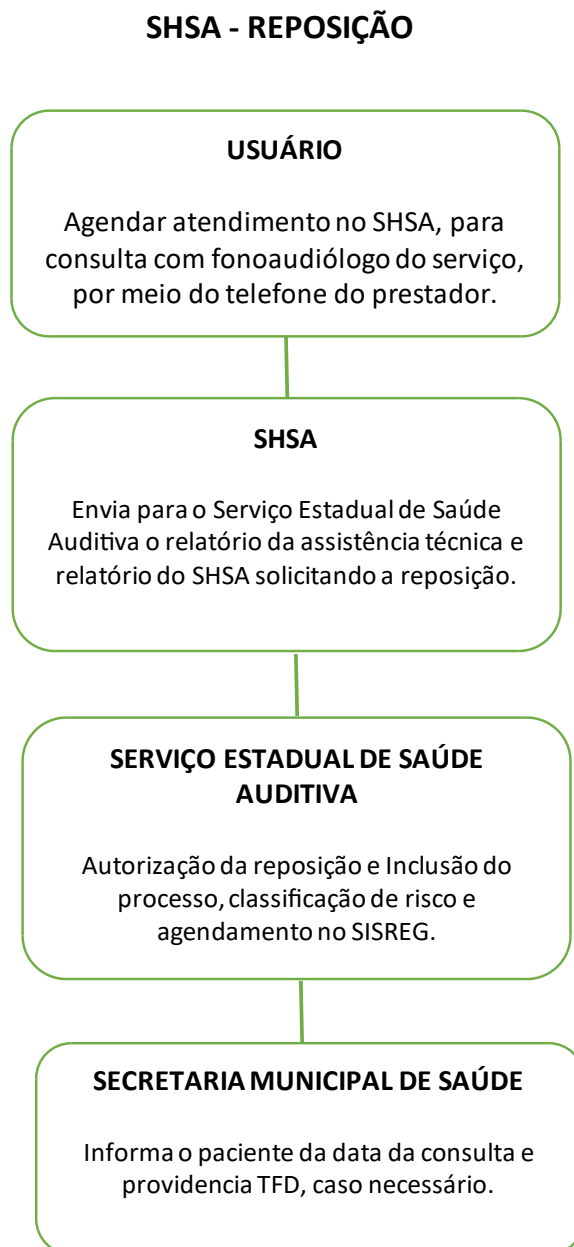 SHSA - REPOSIÇÃO
USUÁRIO
Agendar atendimento no SHSA, para
consulta com fonoaudiólogo do serviço,
por meio do telefone do prestador.
SHSA
Envia para o Serviço Estadual de Saúde
Auditiva o relatório da assistência técnica e
relatório do SHSA solicitando a reposição.
SERVIÇO ESTADUAL DE SAÚDE
AUDITIVA
Autorização da reposição e Inclusão do
processo, classificação de risco e
agendamento no SISREG.
SECRETARIA MUNICIPAL DE SAÚDE
Informa o paciente da data da consulta e
providencia TFD, caso necessário.